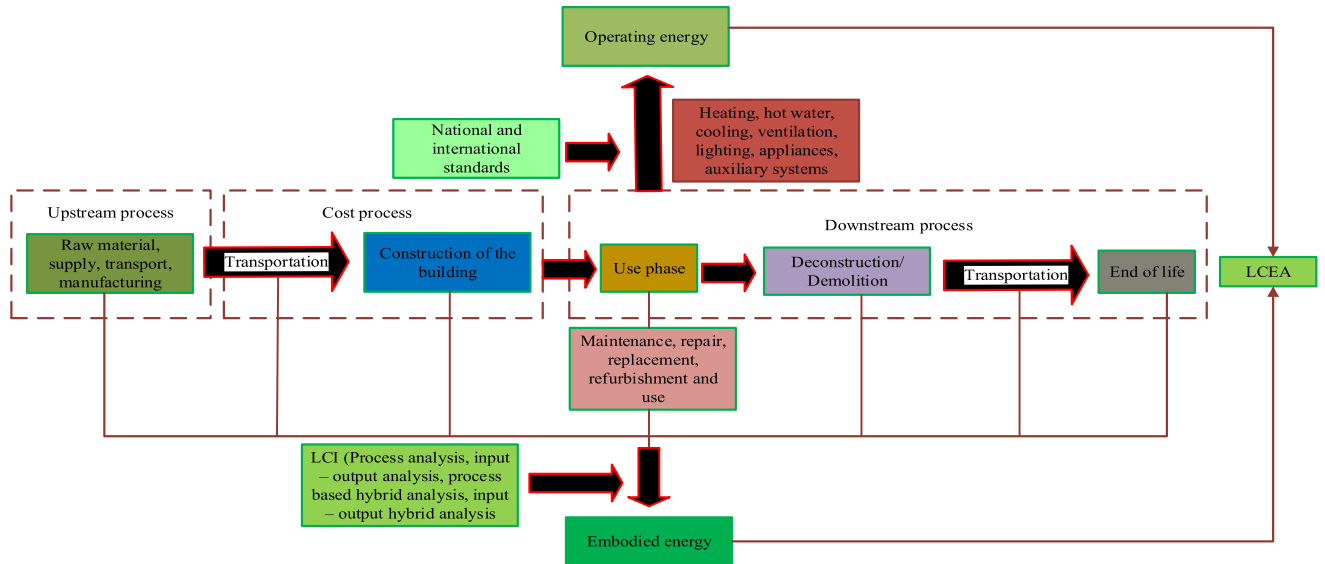 Operating energy
National and
international
standards
Heating, hot water,
cooling, ventilation,
lighting, appliances,
auxiliary systems
Upstream process
Cost process
Downstream process
Raw material,
supply, transport,
manufacturing
Transportation
Construction of the
building
Use phase
Deconstruction/
Demolition
Transportation
End of life
LCEA
Maintenance, repair,
replacement,
refurbishment and
use
LCI (Process analysis, input
– output analysis, process
based hybrid analysis, input
– output hybrid analysis
Embodied energy